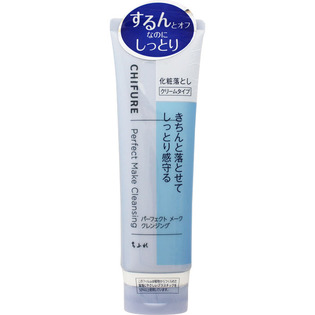 するんとオフ
なのに
しっとり
化粧落とし
クリームタイプ
きちんと落とせて
しっとり感守る
CHIFURE
Perfect Make Cleansing
パーフェクト メーク
クレンジング
ちふれ